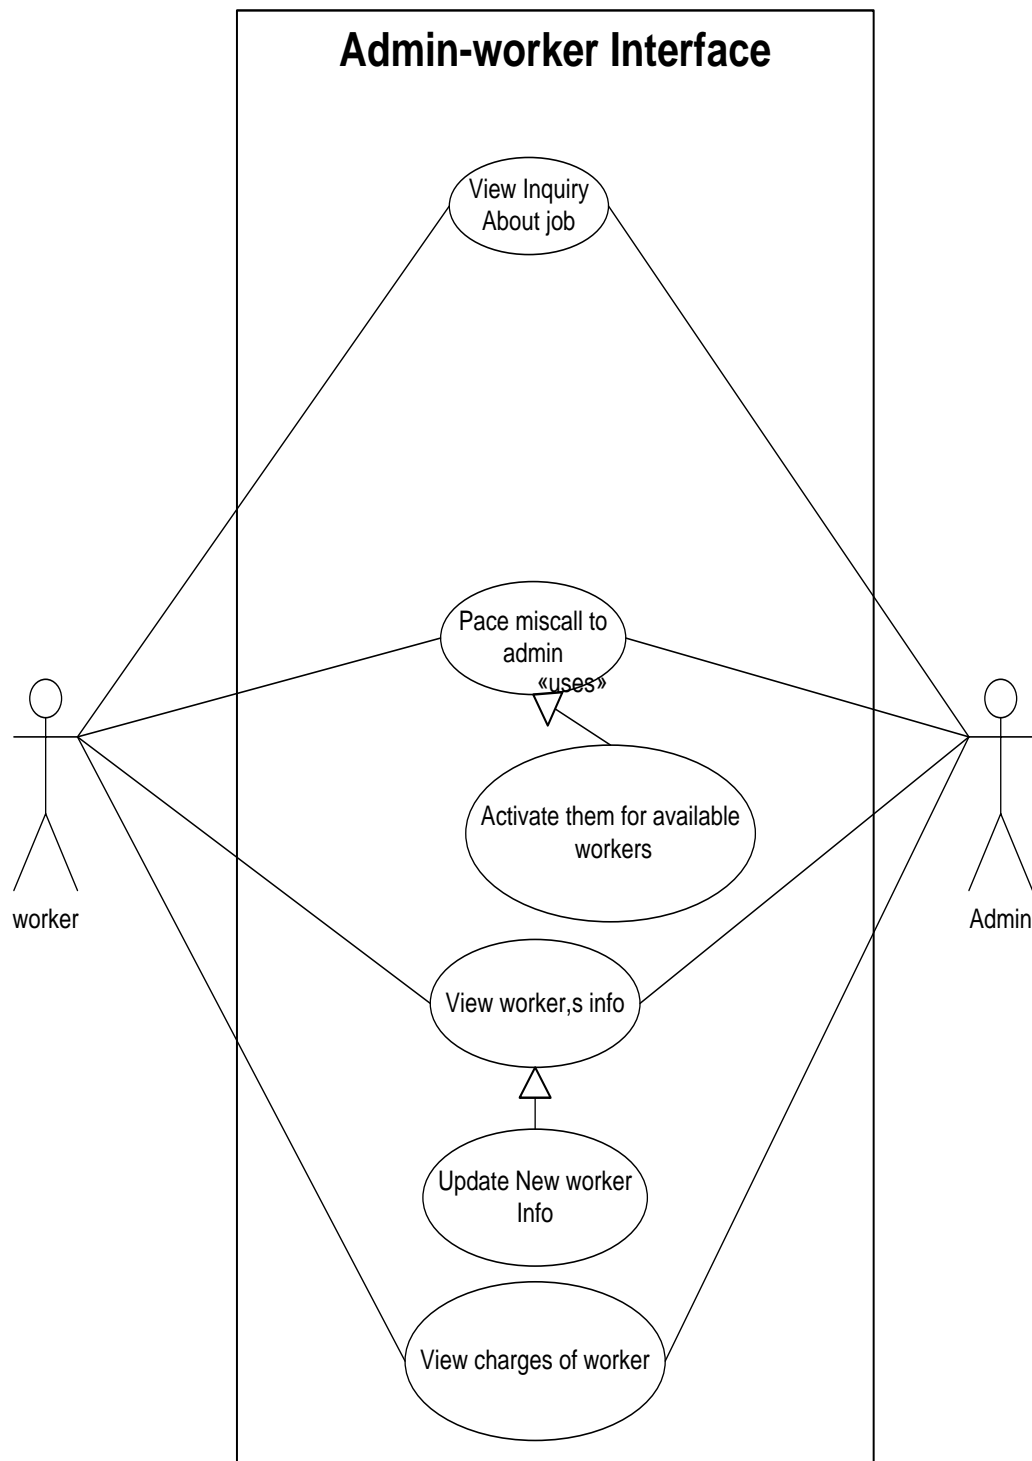 Admin-worker Interface
View Inquiry
About job
Pace miscall to
admin
«uses»
Activate them for available
workers
worker
Admin
View worker,s info
Update New worker
Info
View charges of worker